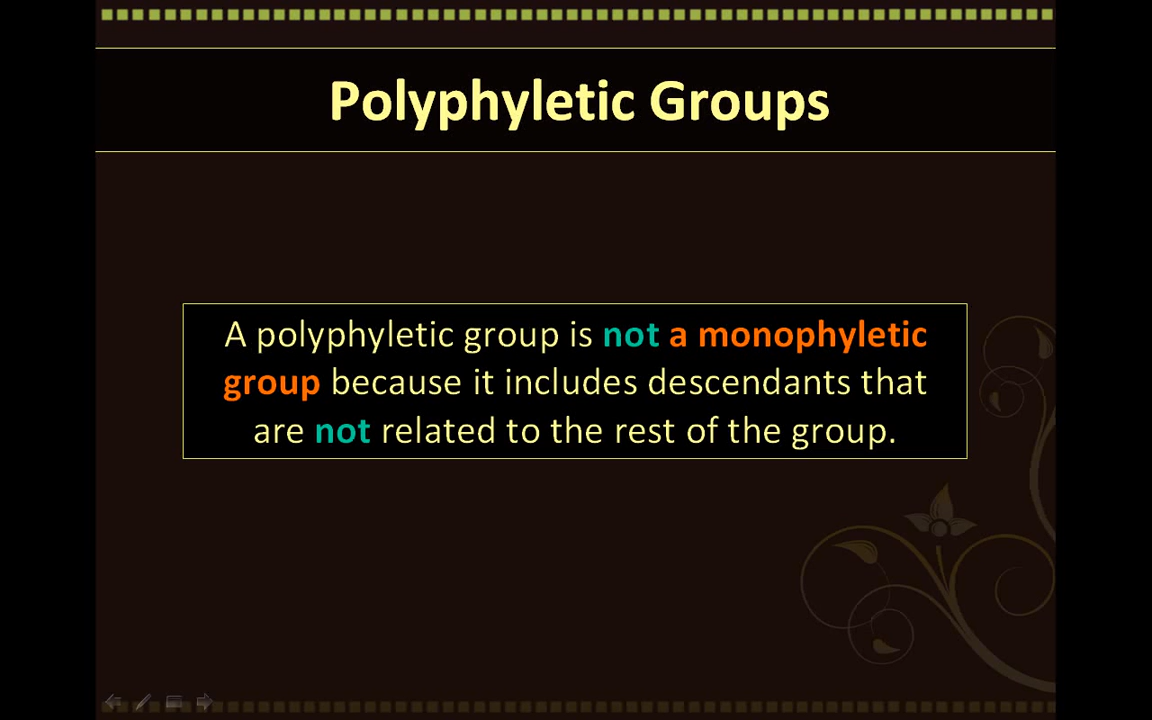 Polyphyletic Groups
A polyphyletic group is not a monophyletic
group because it includes descendants that
are not related to the rest of the group.